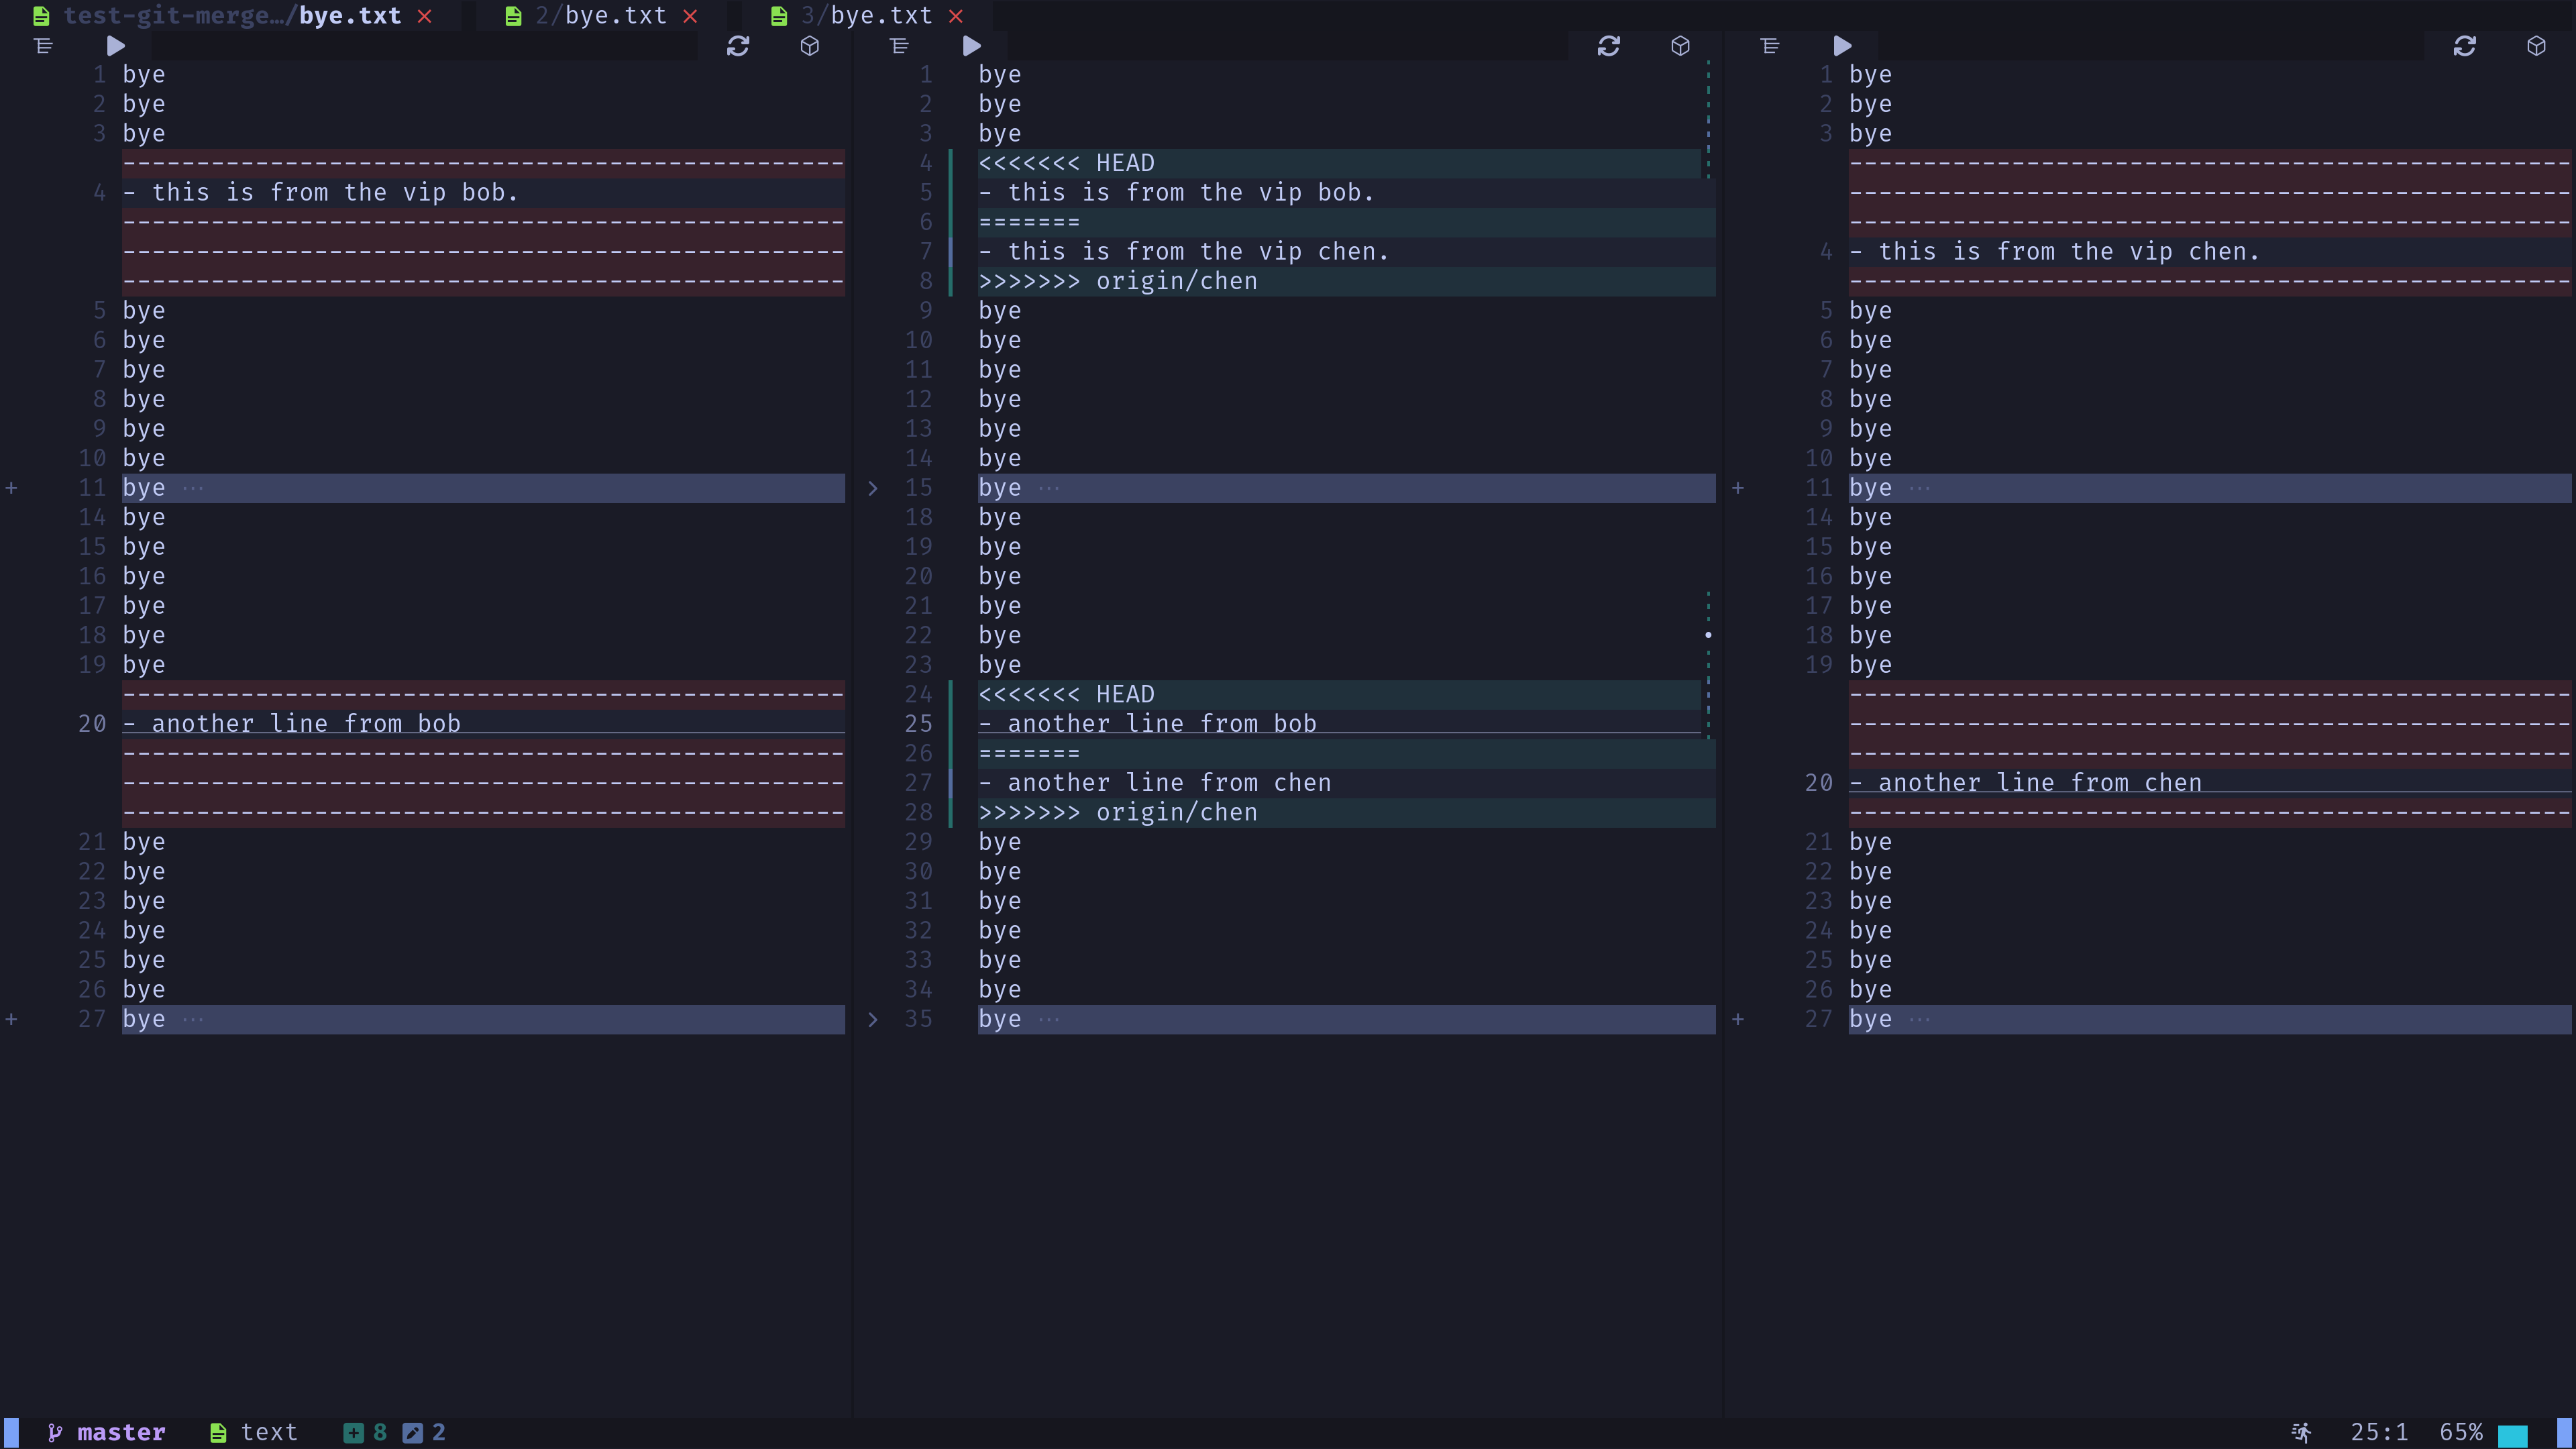 test-git-merge…/bye.txt × 2/bye.txt × 3/bye.txt ×
1 bye
2 bye
3 bye
--------------------------------------------------
4 - this is from the vip bob.
--------------------------------------------------
--------------------------------------------------
--------------------------------------------------
5 bye
6 bye
7 bye
8 bye
9 bye
10 bye
+ 11 bye ···
14 bye
15 bye
16 bye
17 bye
18 bye
19 bye
--------------------------------------------------
20 - another line from bob
--------------------------------------------------
--------------------------------------------------
--------------------------------------------------
21 bye
22 bye
23 bye
24 bye
25 bye
26 bye
+ 27 bye ···
1 bye
2 bye
3 bye
4 <<<<<<< HEAD
5 - this is from the vip bob.
6 =======
7 - this is from the vip chen.
8 >>>>>>> origin/chen
9 bye
10 bye
11 bye
12 bye
13 bye
14 bye
> 15 bye ···
18 bye
19 bye
20 bye
21 bye
22 bye
23 bye
24 <<<<<<< HEAD
25 - another line from bob
26 =======
27 - another line from chen
28 >>>>>>> origin/chen
29 bye
30 bye
31 bye
32 bye
33 bye
34 bye
> 35 bye ···
1 bye
2 bye
3 bye
--------------------------------------------------
--------------------------------------------------
--------------------------------------------------
4 - this is from the vip chen.
--------------------------------------------------
5 bye
6 bye
7 bye
8 bye
9 bye
10 bye
+ 11 bye ···
14 bye
15 bye
16 bye
17 bye
18 bye
19 bye
--------------------------------------------------
--------------------------------------------------
--------------------------------------------------
20 - another line from chen
--------------------------------------------------
21 bye
22 bye
23 bye
24 bye
25 bye
26 bye
+ 27 bye ···
master text + 8 2 25:1 65%